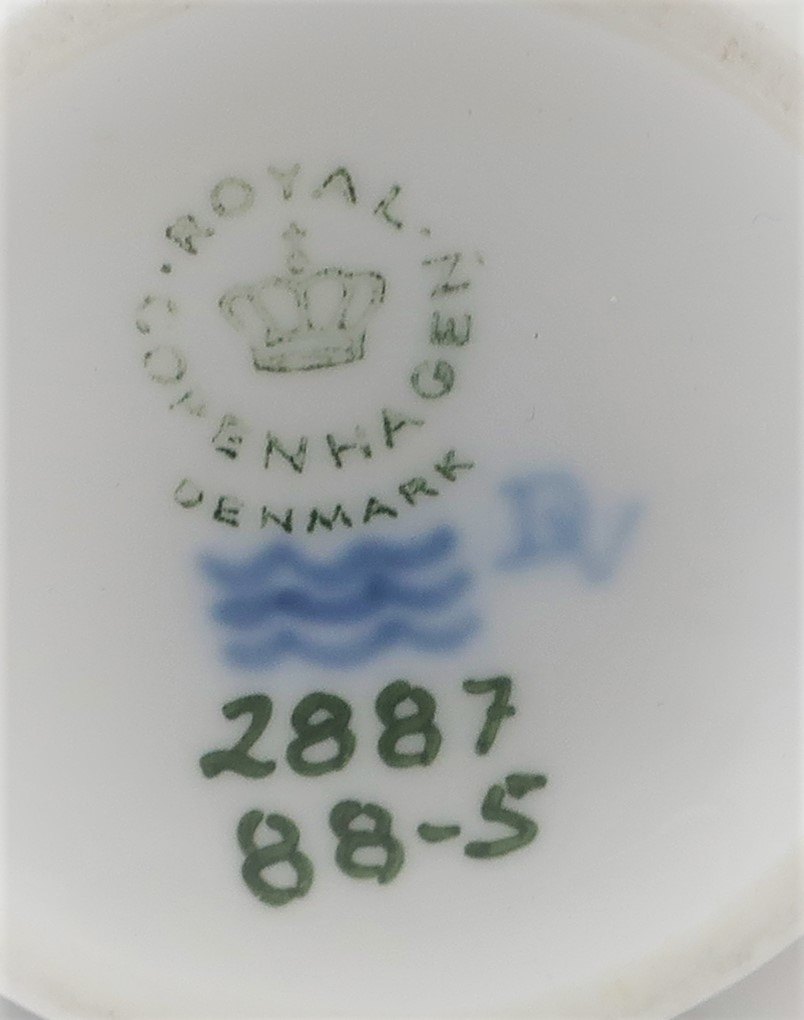 ROYAL
COPENHAGEN
DENMARK
2887
88-5